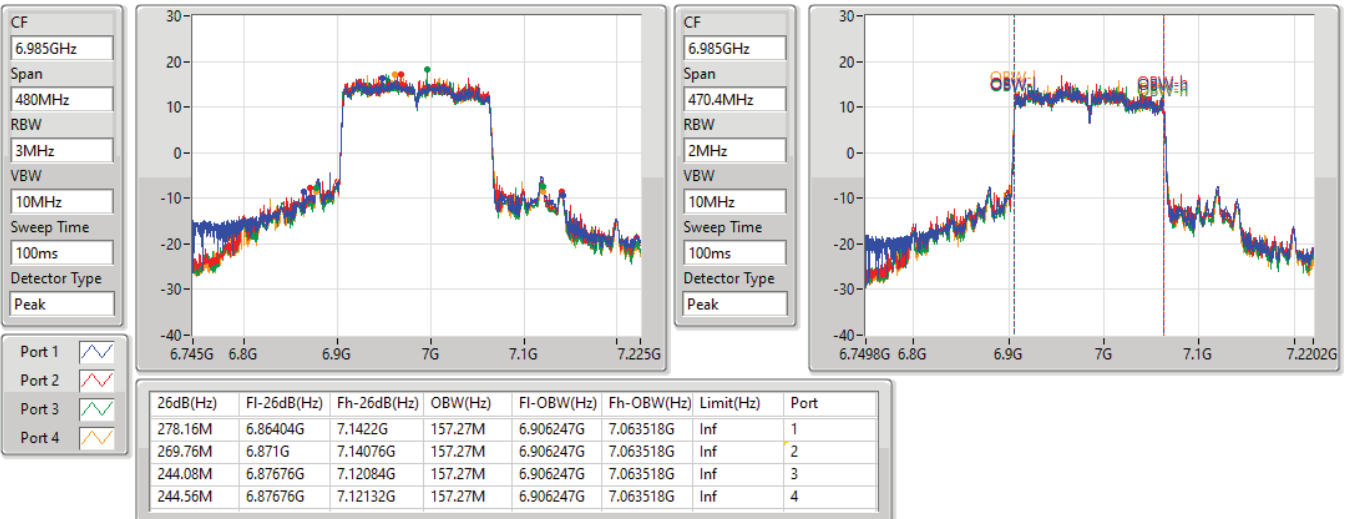 CF
6.985GHz
Span
480MHz
RBW
3MHz
VBW
10MHz
Sweep Time
100ms
Detector Type
Peak
30
20
10
0
-10
-20
-30
-40
6.745G 6.8G 6.9G 7G 7.1G 7.225G
CF
6.985GHz
Span
470.4MHz
RBW
2MHz
VBW
10MHz
Sweep Time
100ms
Detector Type
Peak
30
20
10
0
-10
-20
-30
-40
OBW-l OBW-h
6.7498G 6.8G 6.9G 7G 7.1G 7.2202G
Port 1
Port 2
Port 3
Port 4
26dB(Hz) Fl-26dB(Hz) Fh-26dB(Hz) OBW(Hz) Fl-OBW(Hz) Fh-OBW(Hz) Limit(Hz) Port
278.16M 6.86404G 7.1422G 157.27M 6.906247G 7.063518G Inf 1
269.76M 6.871G 7.14076G 157.27M 6.906247G 7.063518G Inf 2
244.08M 6.87676G 7.12084G 157.27M 6.906247G 7.063518G Inf 3
244.56M 6.87676G 7.12132G 157.27M 6.906247G 7.063518G Inf 4